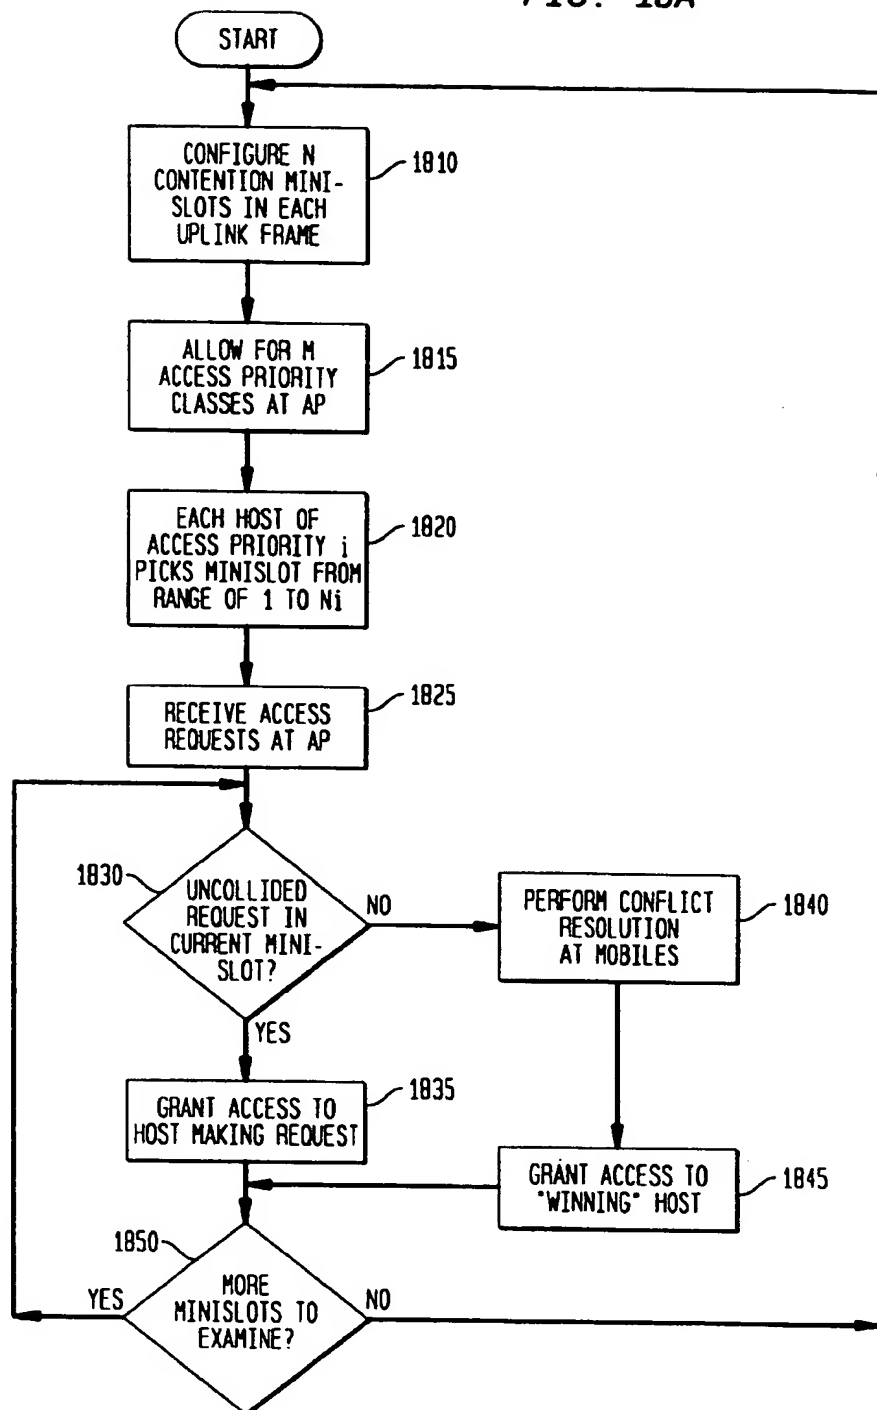 FIG. 18A
START
CONFIGURE N
CONTENTION MINI-
SLOTS IN EACH
UPLINK FRAME
1810
ALLOW FOR M
ACCESS PRIORITY
CLASSES AT AP
1815
EACH HOST OF
ACCESS PRIORITY i
PICKS MINISLOT FROM
RANGE OF 1 TO Ni
1820
RECEIVE ACCESS
REQUESTS AT AP
1825
1830
UNCOLLIDED
REQUEST IN
CURRENT MINI-
SLOT?
NO
YES
PERFORM CONFLICT
RESOLUTION
AT MOBILES
1840
GRANT ACCESS TO
HOST MAKING REQUEST
1835
GRANT ACCESS TO
"WINNING" HOST
1845
1850
MORE
MINISLOTS TO
EXAMINE?
YES
NO